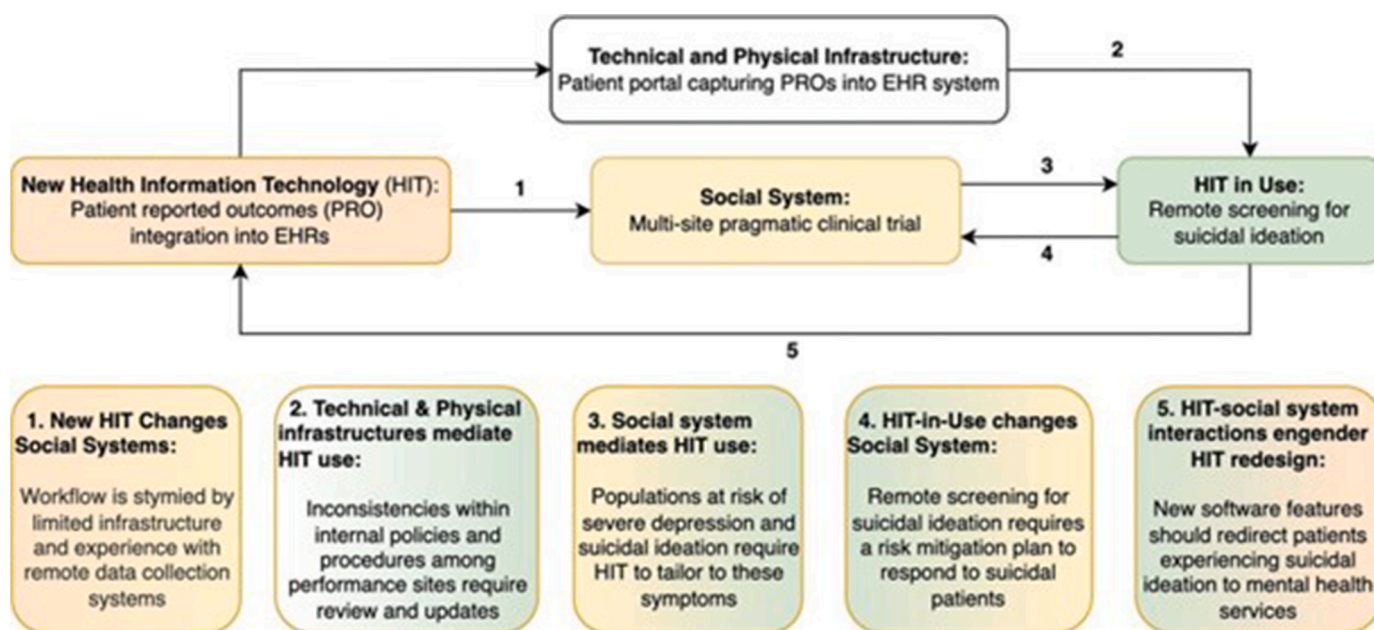 Technical and Physical Infrastructure:
Patient portal capturing PROs into EHR system
2
New Health Information Technology (HIT):
Patient reported outcomes (PRO)
integration into EHRs
1
Social System:
Multi-site pragmatic clinical trial
3
4
HIT in Use:
Remote screening for
suicidal ideation
5
1. New HIT Changes
Social Systems:
Workflow is stymied by
limited infrastructure
and experience with
remote data collection
systems
2. Technical & Physical
infrastructures mediate
HIT use:
Inconsistencies within
internal policies and
procedures among
performance sites require
review and updates
3. Social system
mediates HIT use:
Populations at risk of
severe depression and
suicidal ideation require
HIT to tailor to these
symptoms
4. HIT-in-Use changes
Social System:
Remote screening for
suicidal ideation requires
a risk mitigation plan to
respond to suicidal
patients
5. HIT-social system
interactions engender
HIT redesign:
New software features
should redirect patients
experiencing suicidal
ideation to mental health
services